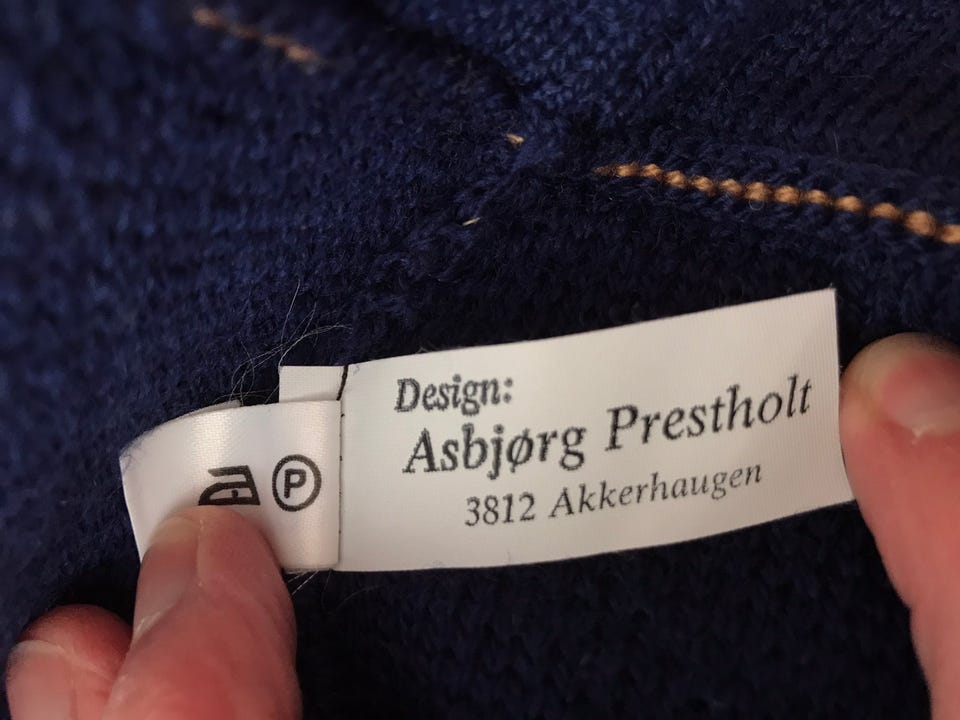 Design:
Asbjørg Prestholt
3812 Akkerhaugen
P